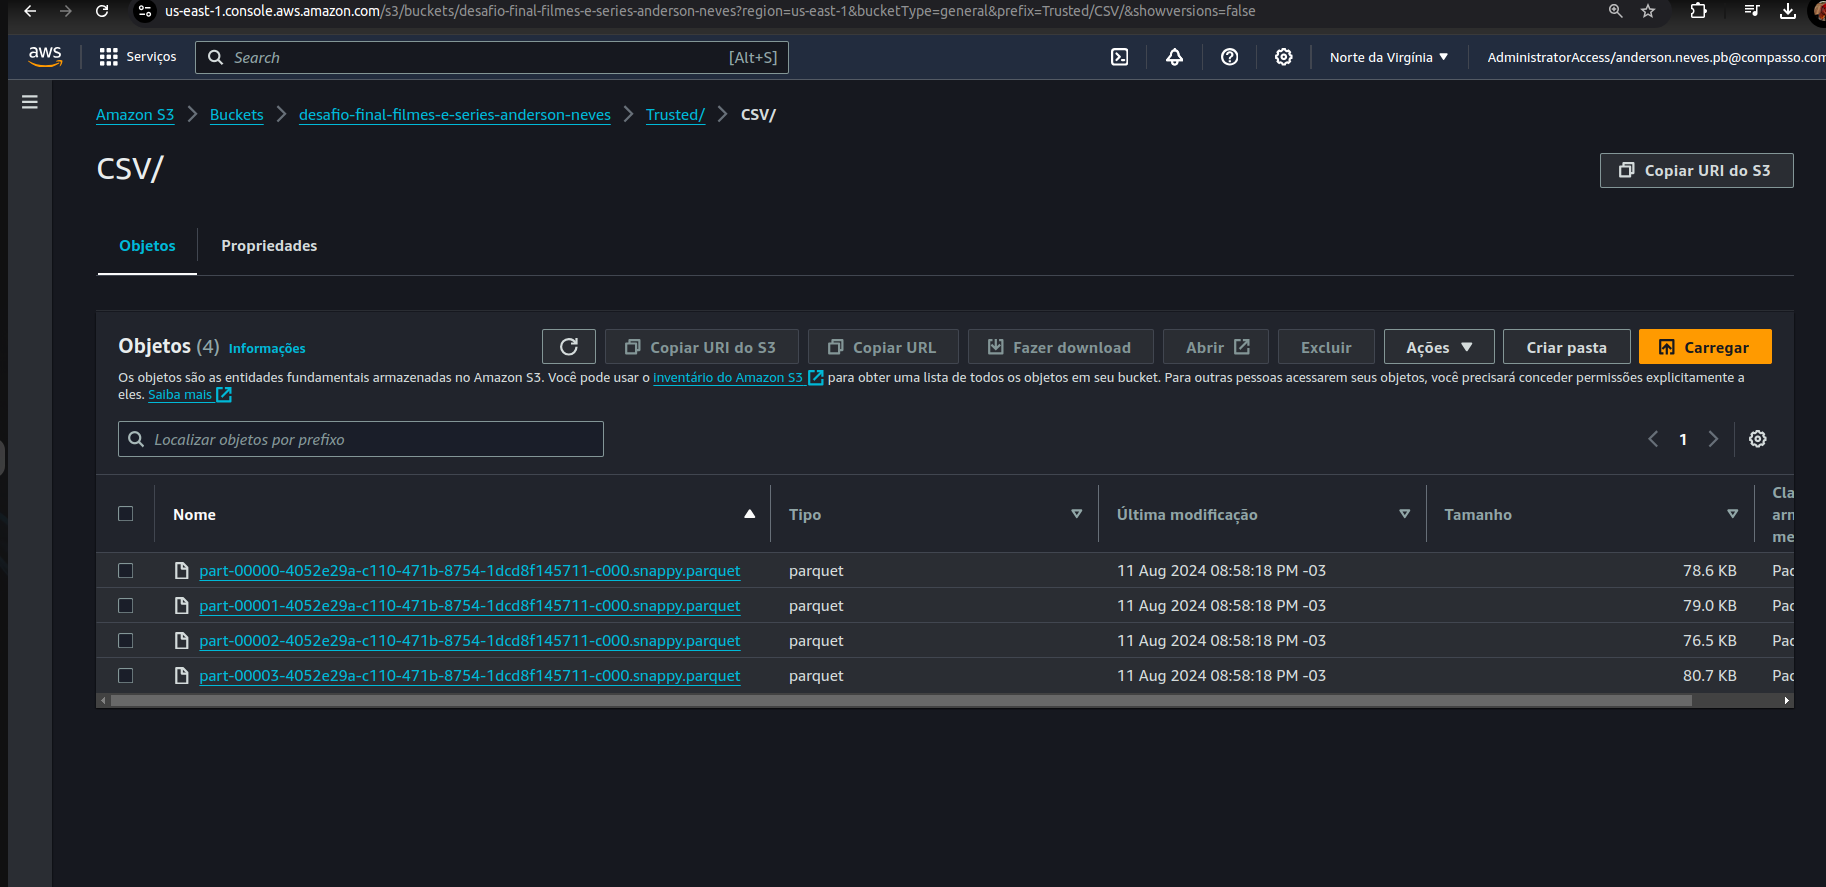 us-east-1.console.aws.amazon.com/s3/buckets/desafio-final-filmes-e-series-anderson-neves?region=us-east-1&bucketType=general&prefix=Trusted/CSV/&showversions=false
aws Serviços Search [Alt+S] Norte da Virgínia AdministratorAccess/anderson.neves.pb@compasso.com
Amazon S3 Buckets desafio-final-filmes-e-series-anderson-neves Trusted/ CSV/
CSV/ Copiar URI do S3
Objetos Propriedades
Objetos (4) Informações Copiar URI do S3 Copiar URL Fazer download Abrir Excluir Ações Criar pasta Carregar
Os objetos são as entidades fundamentais armazenadas no Amazon S3. Você pode usar o Inventário do Amazon S3 para obter uma lista de todos os objetos em seu bucket. Para outras pessoas acessarem seus objetos, você precisará conceder permissões explicitamente a
eles. Saiba mais
Localizar objetos por prefixo 1
Nome Tipo Última modificação Tamanho
part-00000-4052e29a-c110-471b-8754-1dcd8f145711-c000.snappy.parquet parquet 11 Aug 2024 08:58:18 PM -03 78.6 KB
part-00001-4052e29a-c110-471b-8754-1dcd8f145711-c000.snappy.parquet parquet 11 Aug 2024 08:58:18 PM -03 79.0 KB
part-00002-4052e29a-c110-471b-8754-1dcd8f145711-c000.snappy.parquet parquet 11 Aug 2024 08:58:18 PM -03 76.5 KB
part-00003-4052e29a-c110-471b-8754-1dcd8f145711-c000.snappy.parquet parquet 11 Aug 2024 08:58:18 PM -03 80.7 KB